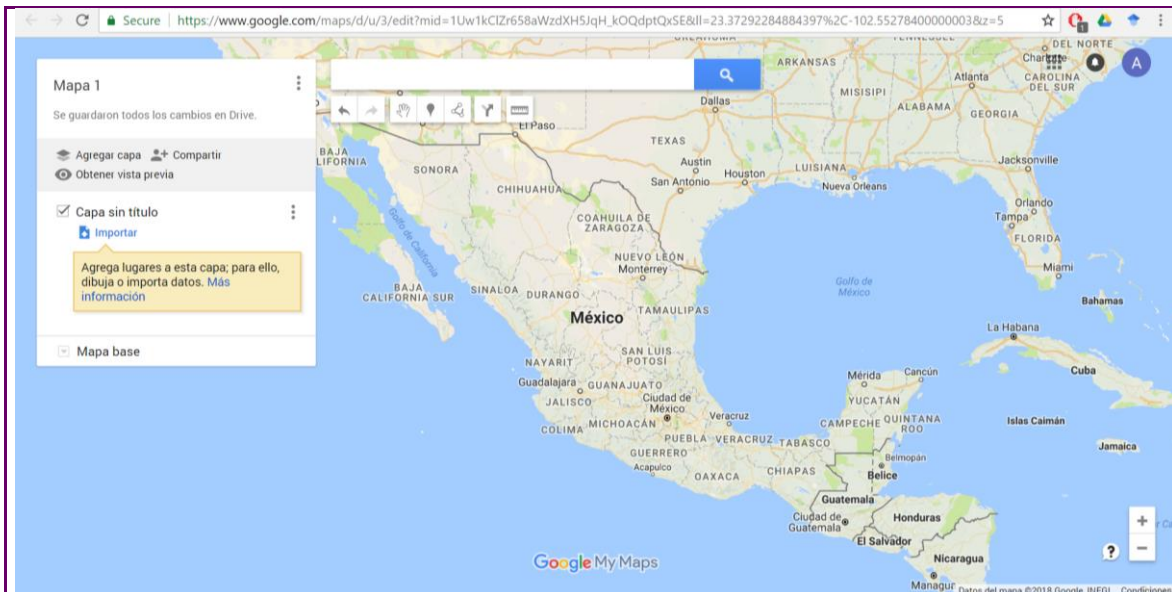 Secure | https://www.google.com/maps/d/u/3/edit?mid=1Uw1kClZr658aWzdXH5JqH_kOQdptQxSE&ll=23.37292284884397%2C-102.55278400000003&z=5
1
Mapa 1
Se guardaron todos los cambios en Drive.
Agregar capa Compartir
Obtener vista previa
Capa sin título
Importar
Agrega lugares a esta capa; para ello,
dibuja o importa datos. Más
información
Mapa base
A
DEL NORTE
ARKANSAS
Atlanta
CAROLINA
DEL SUR
MISISIPI
Dallas
ALABAMA
GEORGIA
El Paso
TEXAS
BAJA
SONORA
Austin
Houston
LUISIANA
Jacksonville
San Antonio
Nueva Orleans
CHIHUAHUA
Orlando
Tampa
COAHUILA DE
ZARAGOZA
FLORIDA
Golfo de California
NUEVO LEÓN
Monterrey
Miami
Golfo de
México
BAJA
CALIFORNIA SUR
SINALOA
DURANGO
Bahamas
México
TAMAULIPAS
La Habana
SAN LUIS
POTOSÍ
NAYARIT
Mérida
Cancún
Cuba
Guadalajara
GUANAJUATO
JALISCO
Ciudad de
México
YUCATÁN
Veracruz
CAMPECHE
QUINTANA
ROO
Islas Caimán
COLIMA
MICHOACÁN
PUEBLA
VERACRUZ
TABASCO
Jamaica
GUERRERO
Belmopán
Acapulco
OAXACA
CHIAPAS
Belice
Guatemala
Ciudad de
Guatemala
Honduras
El Salvador
Nicaragua
+
?
−
Google My Maps
Datos del mapa ©2018 Google, INEGI Condiciones